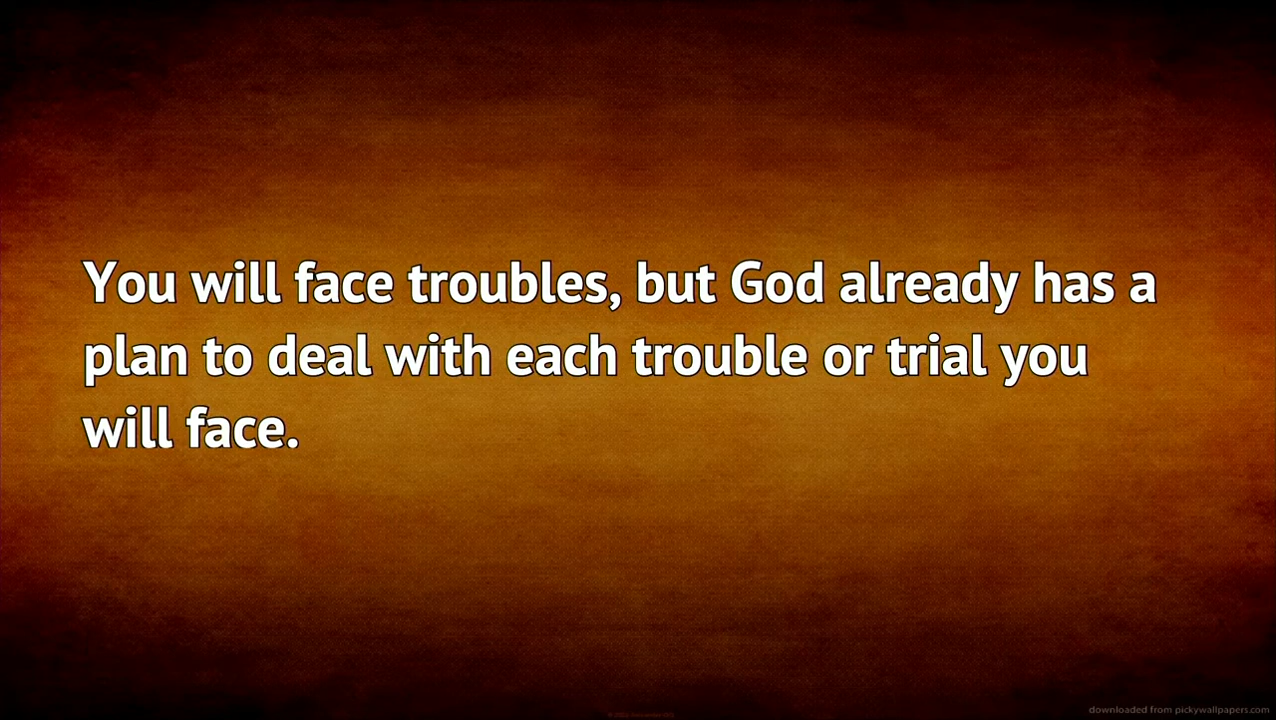 You will face troubles, but God already has a
plan to deal with each trouble or trial you
will face.
downloaded from pickywallpapers.com